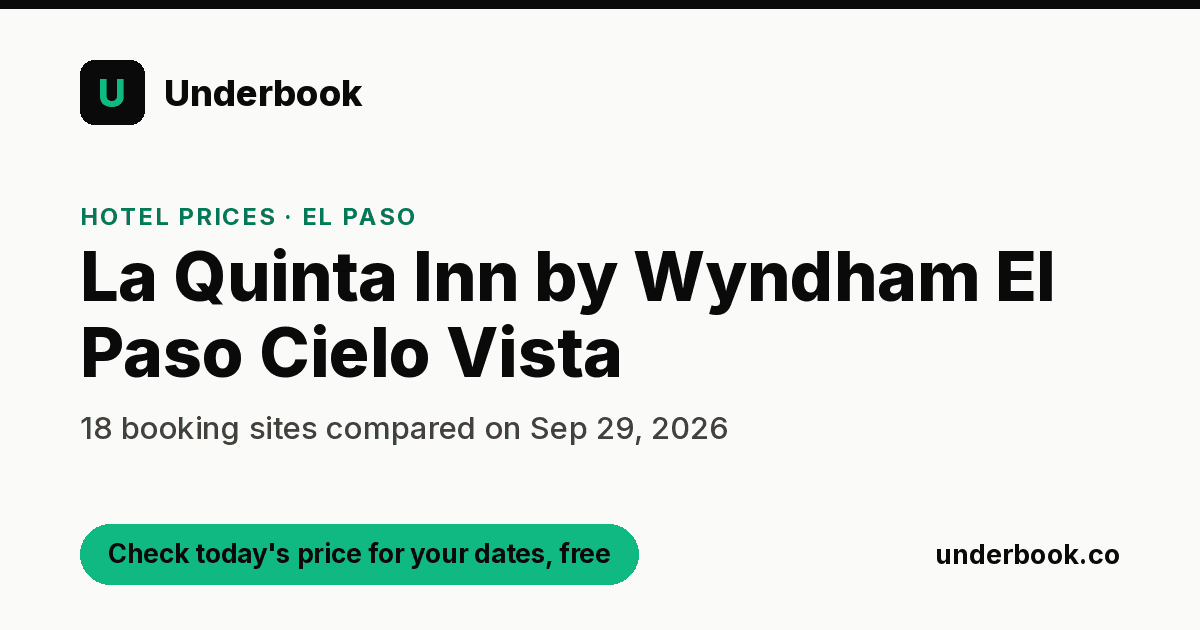 U Underbook
HOTEL PRICES · EL PASO
La Quinta Inn by Wyndham El
Paso Cielo Vista
18 booking sites compared on Sep 29, 2026
Check today's price for your dates, free
underbook.co